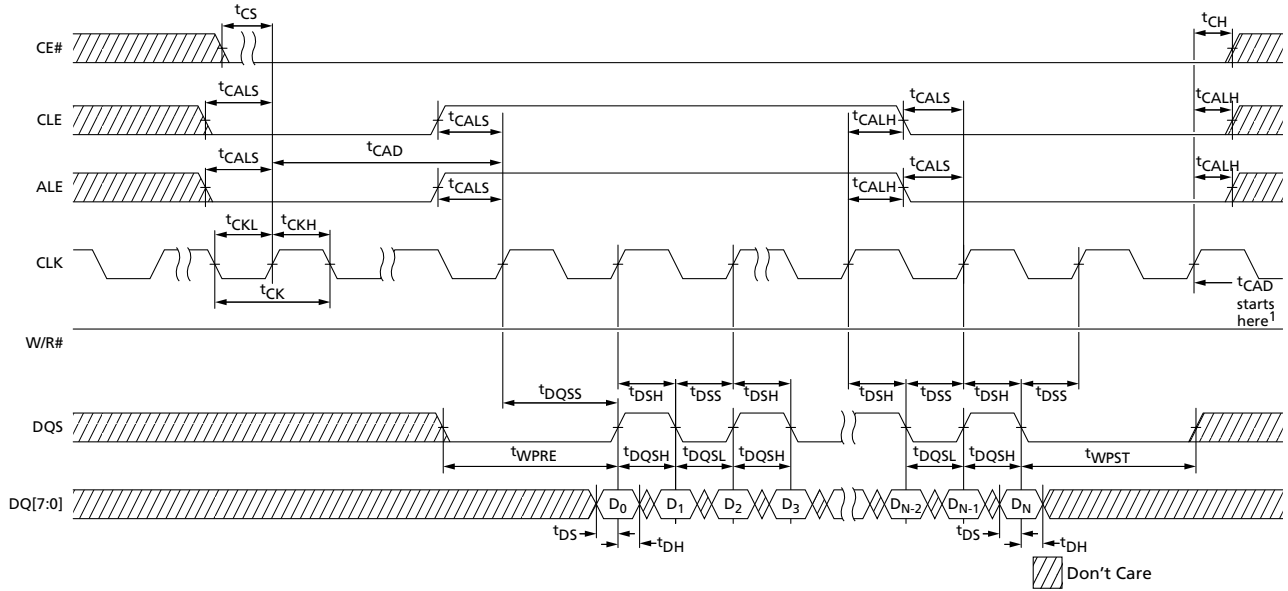 tCS
tCH
CE#
tCALS
tCALS
tCALH
CLE
tCALS
tCALH
tCAD
tCALS
tCALS
tCALH
ALE
tCALS
tCALH
tCKL
tCKH
CLK
tCK
tCAD
starts
here1
W/R#
tDSH
tDSS
tDSH
tDSH
tDSS
tDSH
tDSS
tDQSS
DQS
tWPRE
tDQSH
tDQSL
tDQSH
tDQSL
tDQSH
tWPST
DQ[7:0]
D0
D1
D2
D3
DN-2
DN-1
DN
tDS
tDH
tDS
tDH
Don't Care